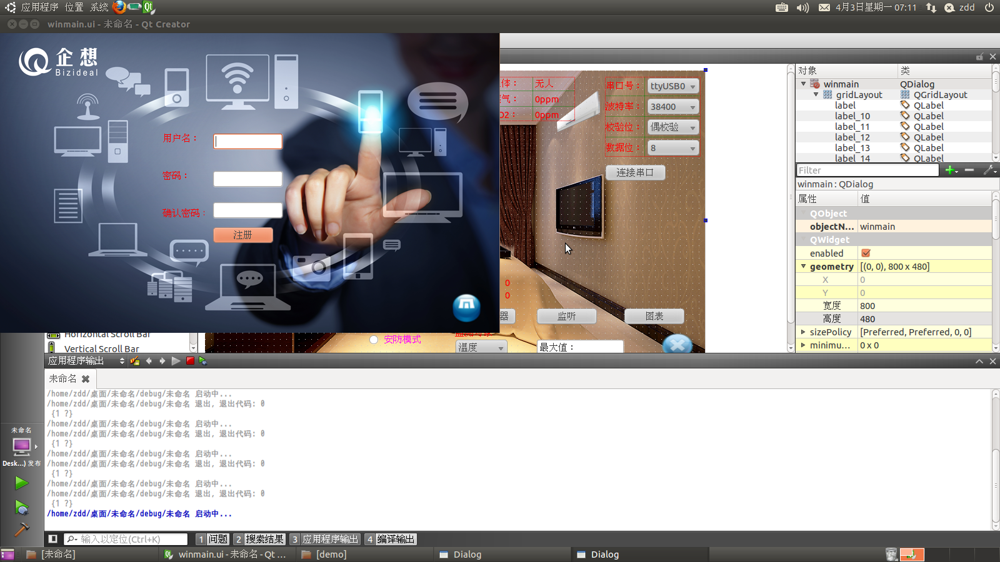 应用程序 位置 系统
4月3日星期一 07:11
zdd
winmain.ui - 未命名 - Qt Creator
企想
Bizideal
用户名：
密码：
确认密码：
注册
体： 无人
气： 0ppm
O2： 0ppm
串口号： ttyUSB0
波特率： 38400
校验位： 偶校验
数据位： 8
连接串口
0
0
器
监听
图表
安防模式
温度
最大值：
Horizontal Scroll Bar
Vertical Scroll Bar
对象 类
winmain QDialog
gridLayout QGridLayout
label QLabel
label_10 QLabel
label_11 QLabel
label_12 QLabel
label_13 QLabel
label_14 QLabel
Filter
winmain : QDialog
属性 值
QObject
objectN... winmain
QWidget
enabled
geometry [(0, 0), 800 x 480]
X 0
Y 0
宽度 800
高度 480
sizePolicy [Preferred, Preferred, 0, 0]
minimu... 0 x 0
应用程序输出
未命名
/home/zdd/桌面/未命名/debug/未命名 启动中...
/home/zdd/桌面/未命名/debug/未命名 退出，退出代码: 0
{1 ?}
/home/zdd/桌面/未命名/debug/未命名 启动中...
/home/zdd/桌面/未命名/debug/未命名 退出，退出代码: 0
{1 ?}
/home/zdd/桌面/未命名/debug/未命名 启动中...
/home/zdd/桌面/未命名/debug/未命名 退出，退出代码: 0
{1 ?}
/home/zdd/桌面/未命名/debug/未命名 启动中...
/home/zdd/桌面/未命名/debug/未命名 退出，退出代码: 0
{1 ?}
/home/zdd/桌面/未命名/debug/未命名 启动中...
未命名
Desk...) 发布
输入以定位(Ctrl+K)
1 问题 2 搜索结果 3 应用程序输出 4 编译输出
[未命名]
winmain.ui - 未命名 - Qt ...
[demo]
Dialog
Dialog